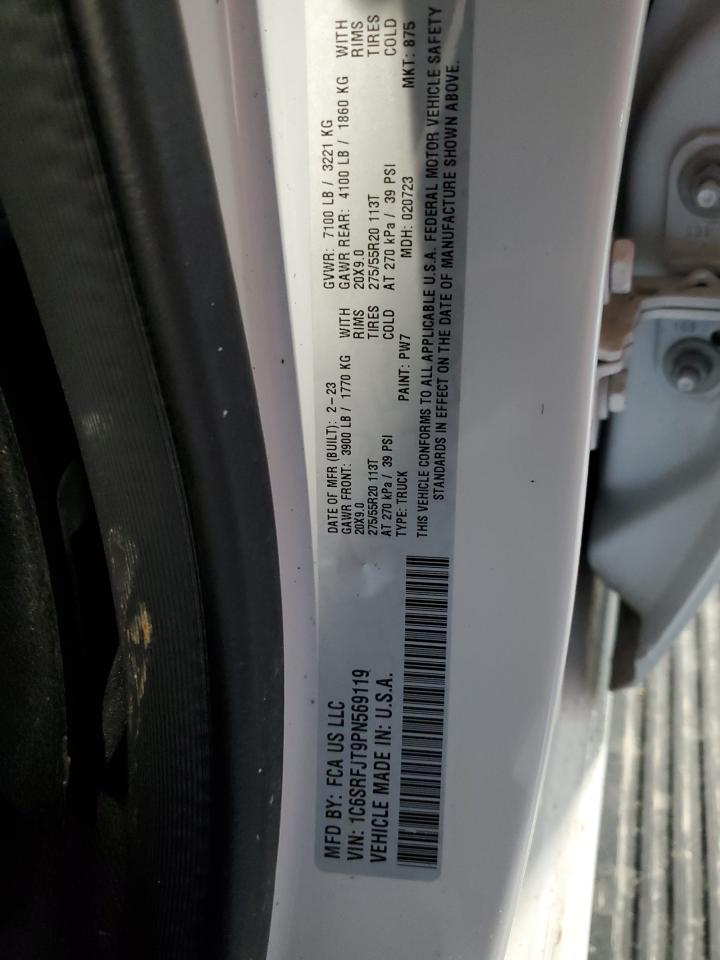 DATE OF MFR (BUILT): 2-23
GVWR: 7100 LB / 3221 KG
GAWR FRONT: 3900 LB / 1770 KG WITH
GAWR REAR: 4100 LB / 1860 KG WITH
20X9.0 RIMS
20X9.0 RIMS
275/55R20 113T TIRES
275/55R20 113T TIRES
AT 270 kPa / 39 PSI COLD
AT 270 kPa / 39 PSI COLD
TYPE: TRUCK PAINT: PW7 MDH: 020723 MKT: 875
THIS VEHICLE CONFORMS TO ALL APPLICABLE U.S.A. FEDERAL MOTOR VEHICLE SAFETY
STANDARDS IN EFFECT ON THE DATE OF MANUFACTURE SHOWN ABOVE.
MFD BY: FCA US LLC
VIN: 1C6SRFJT9PN569119
VEHICLE MADE IN: U.S.A.